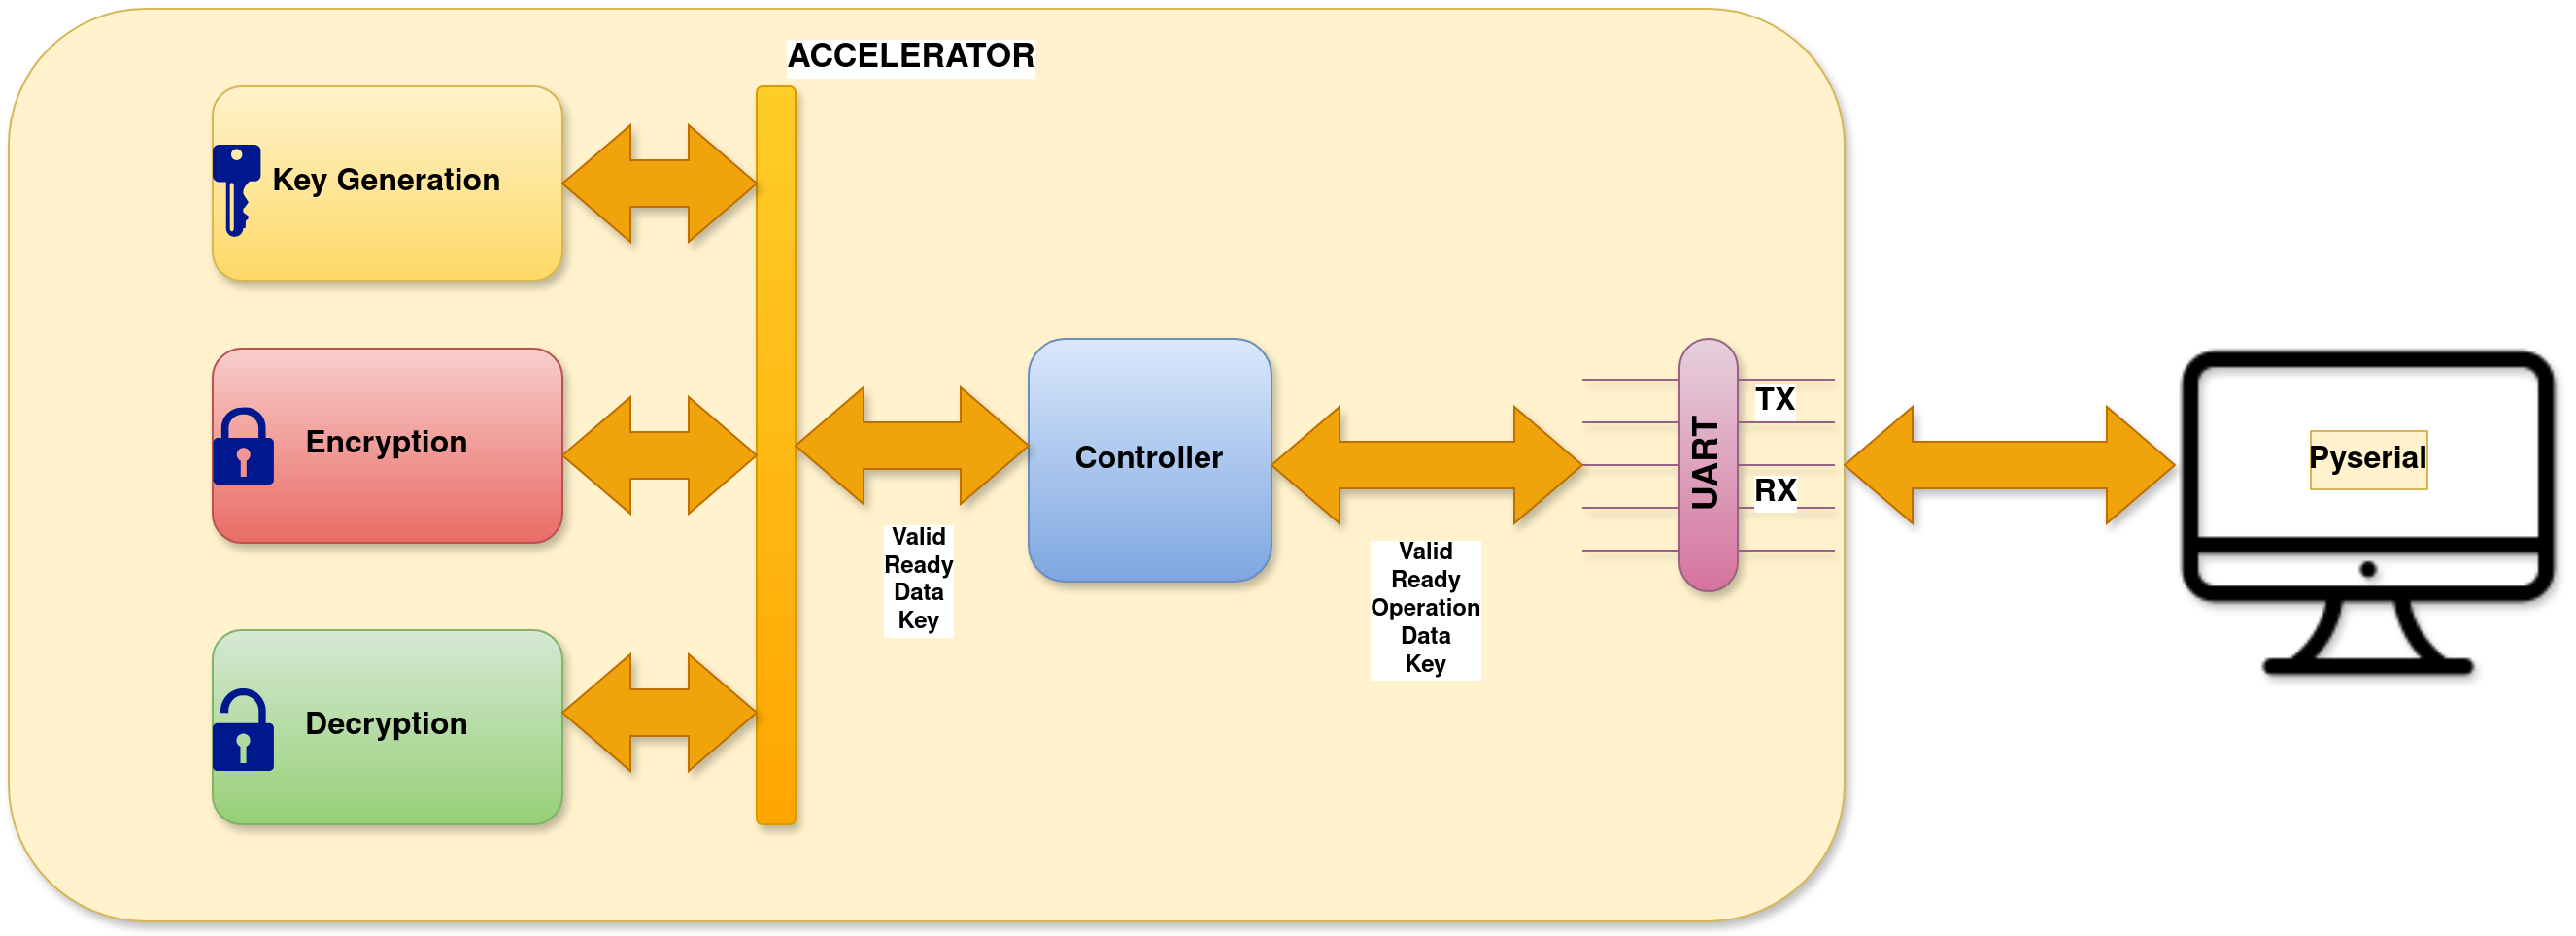 ACCELERATOR
Key Generation
Encryption
Decryption
Valid
Ready
Data
Key
Controller
Valid
Ready
Operation
Data
Key
UART
TX
RX
Pyserial